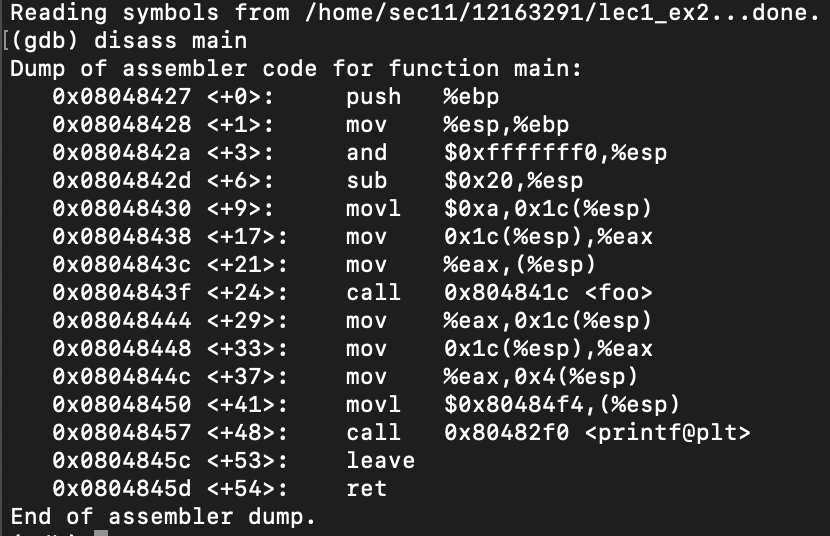 Reading symbols from /home/sec11/12163291/lec1_ex2...done.
(gdb) disass main
Dump of assembler code for function main:
   0x08048427 <+0>:     push   %ebp
   0x08048428 <+1>:     mov    %esp,%ebp
   0x0804842a <+3>:     and    $0xfffffff0,%esp
   0x0804842d <+6>:     sub    $0x20,%esp
   0x08048430 <+9>:     movl   $0xa,0x1c(%esp)
   0x08048438 <+17>:    mov    0x1c(%esp),%eax
   0x0804843c <+21>:    mov    %eax,(%esp)
   0x0804843f <+24>:    call   0x804841c <foo>
   0x08048444 <+29>:    mov    %eax,0x1c(%esp)
   0x08048448 <+33>:    mov    0x1c(%esp),%eax
   0x0804844c <+37>:    mov    %eax,0x4(%esp)
   0x08048450 <+41>:    movl   $0x80484f4,(%esp)
   0x08048457 <+48>:    call   0x80482f0 <printf@plt>
   0x0804845c <+53>:    leave
   0x0804845d <+54>:    ret
End of assembler dump.